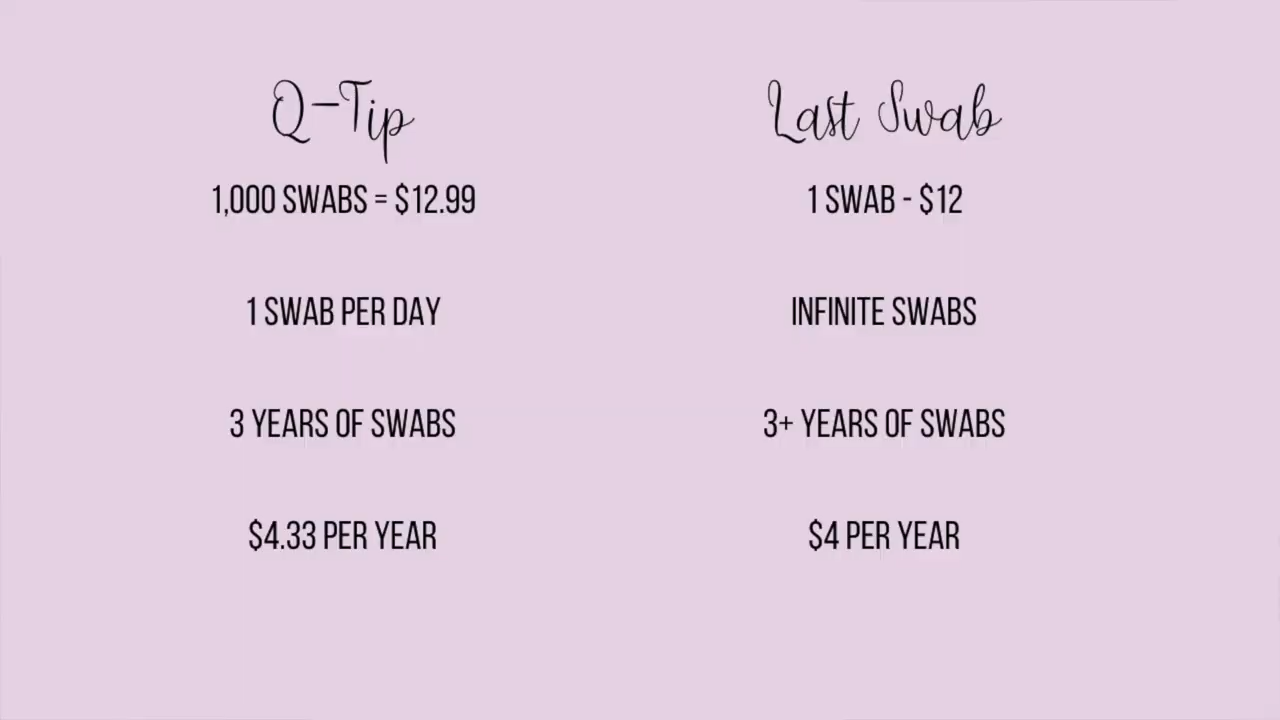 Q-Tip
1,000 SWABS = $12.99
1 SWAB PER DAY
3 YEARS OF SWABS
$4.33 PER YEAR
Last Swab
1 SWAB - $12
INFINITE SWABS
3+ YEARS OF SWABS
$4 PER YEAR